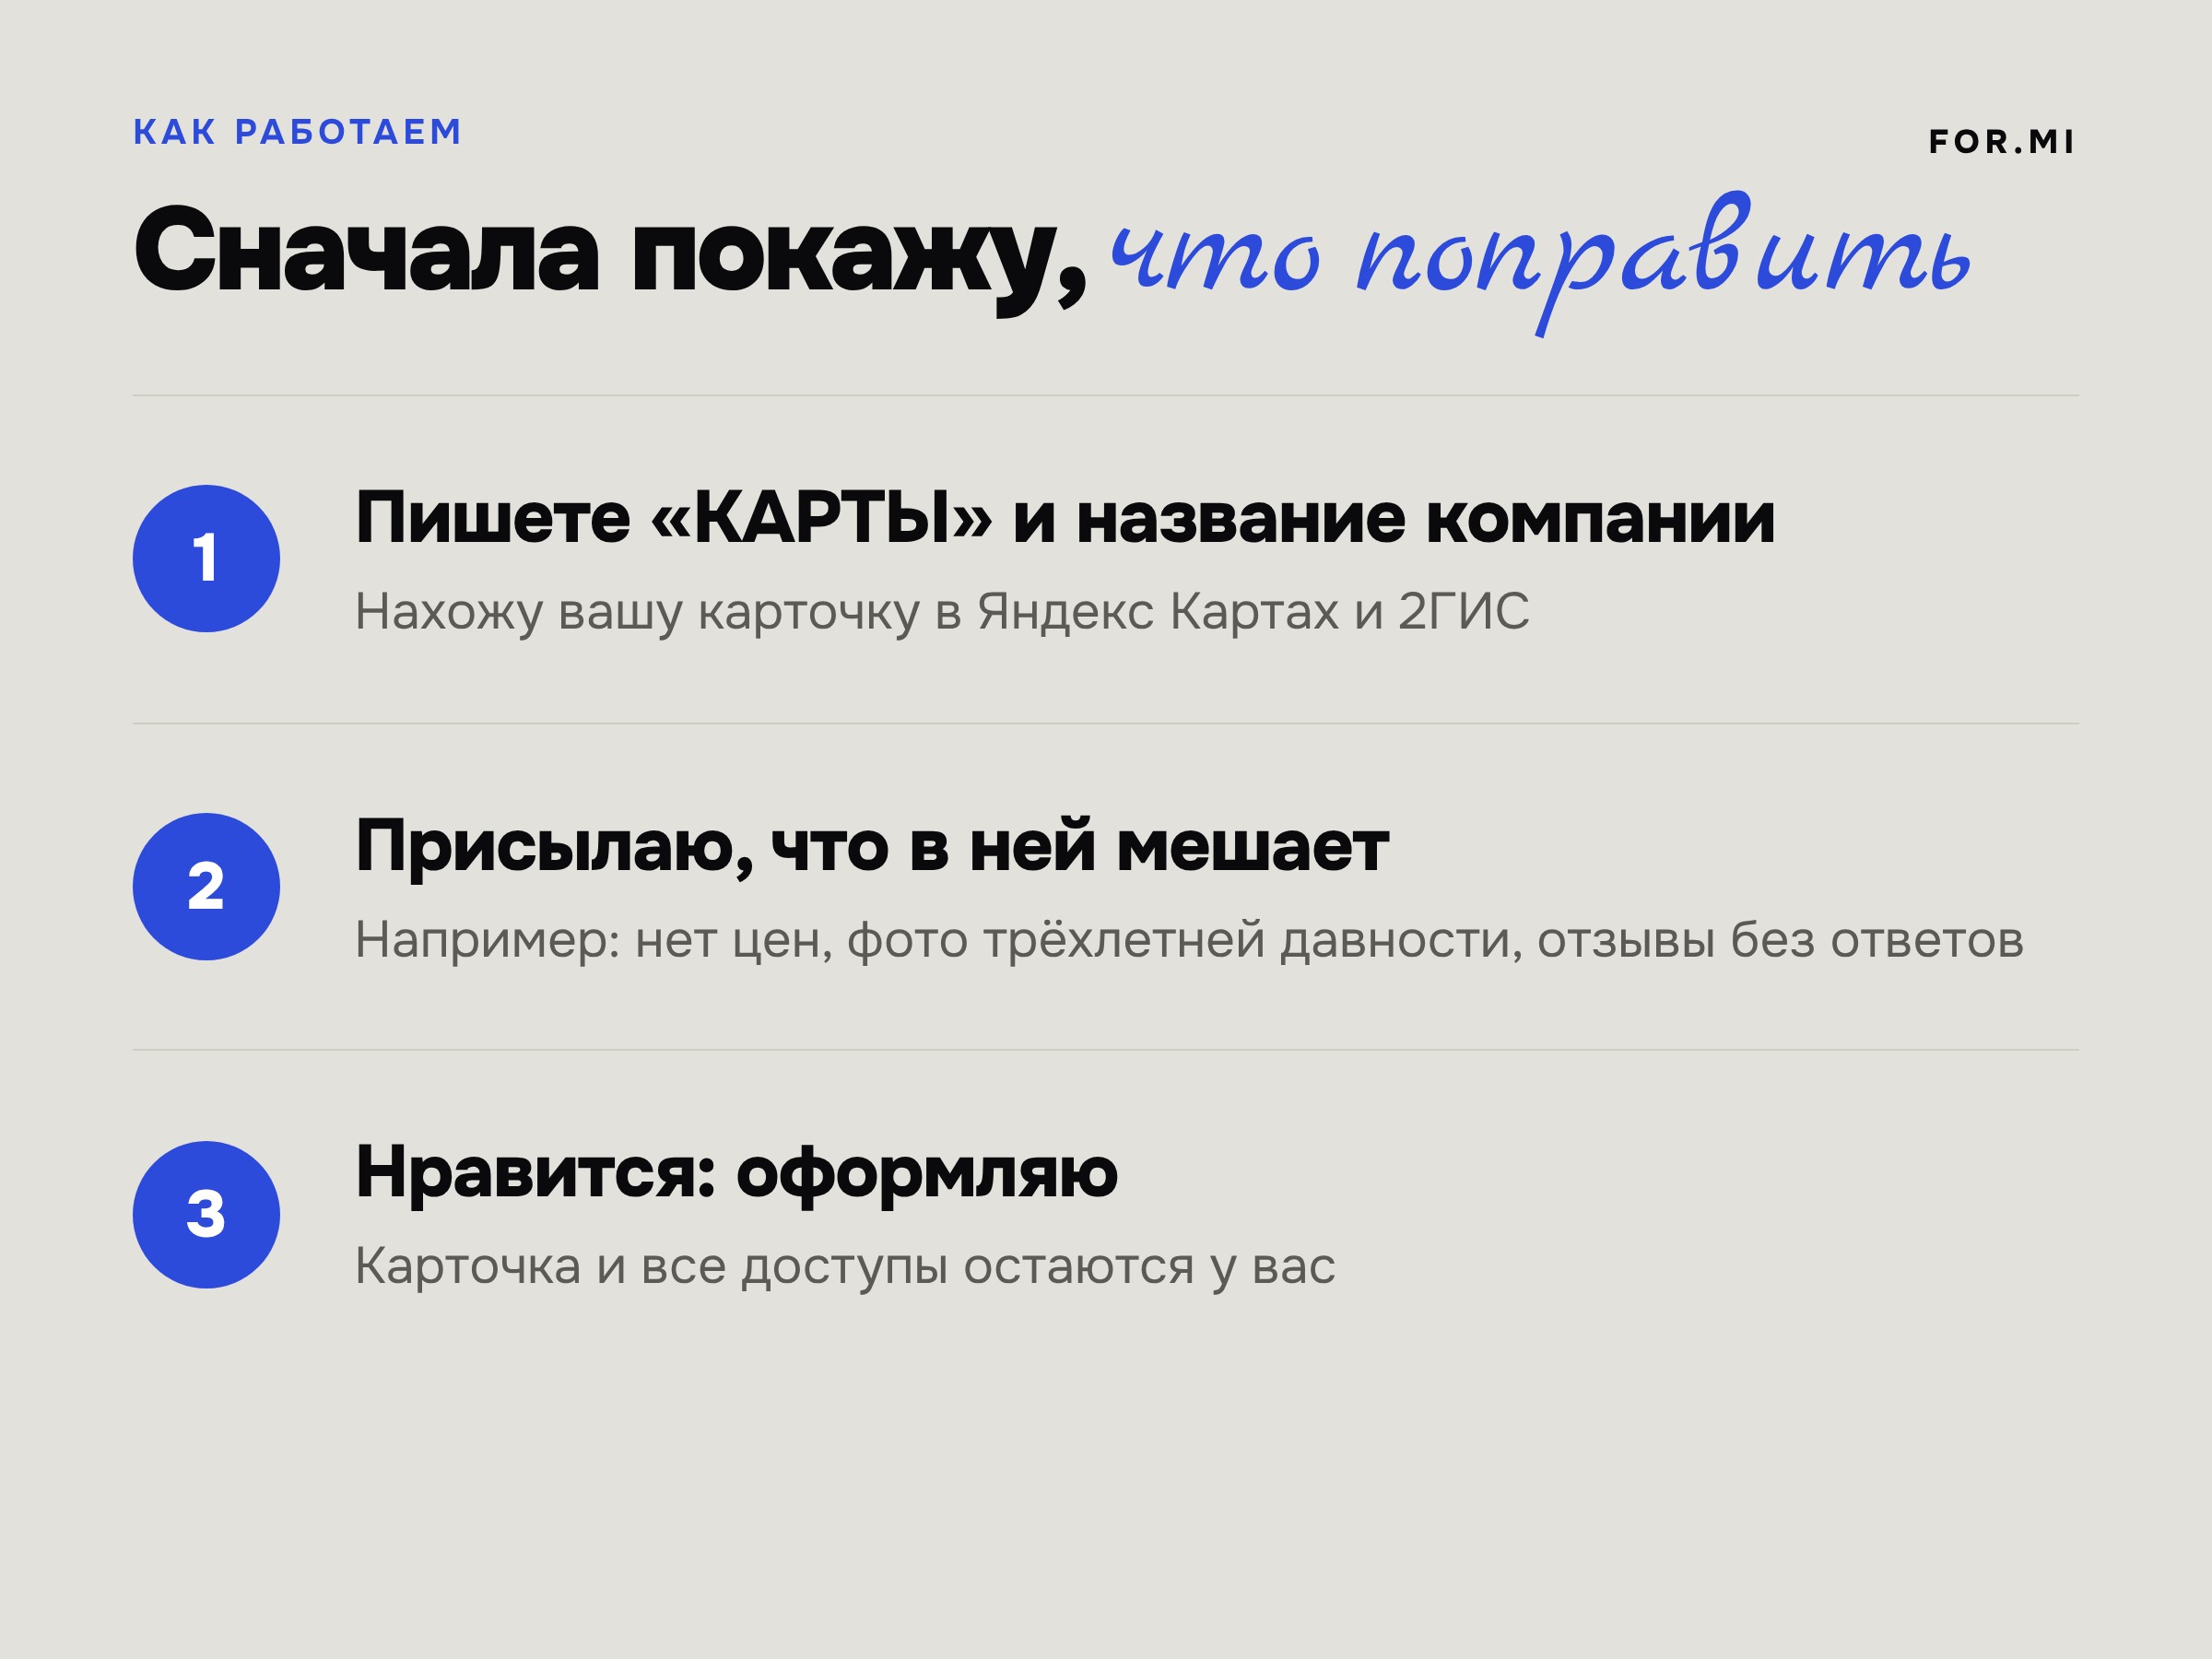 КАК РАБОТАЕМ
FOR.MI
Сначала покажу, что поправить
1
Пишете «КАРТЫ» и название компании
Нахожу вашу карточку в Яндекс Картах и 2ГИС
2
Присылаю, что в ней мешает
Например: нет цен, фото трёхлетней давности, отзывы без ответов
3
Нравится: оформляю
Карточка и все доступы остаются у вас